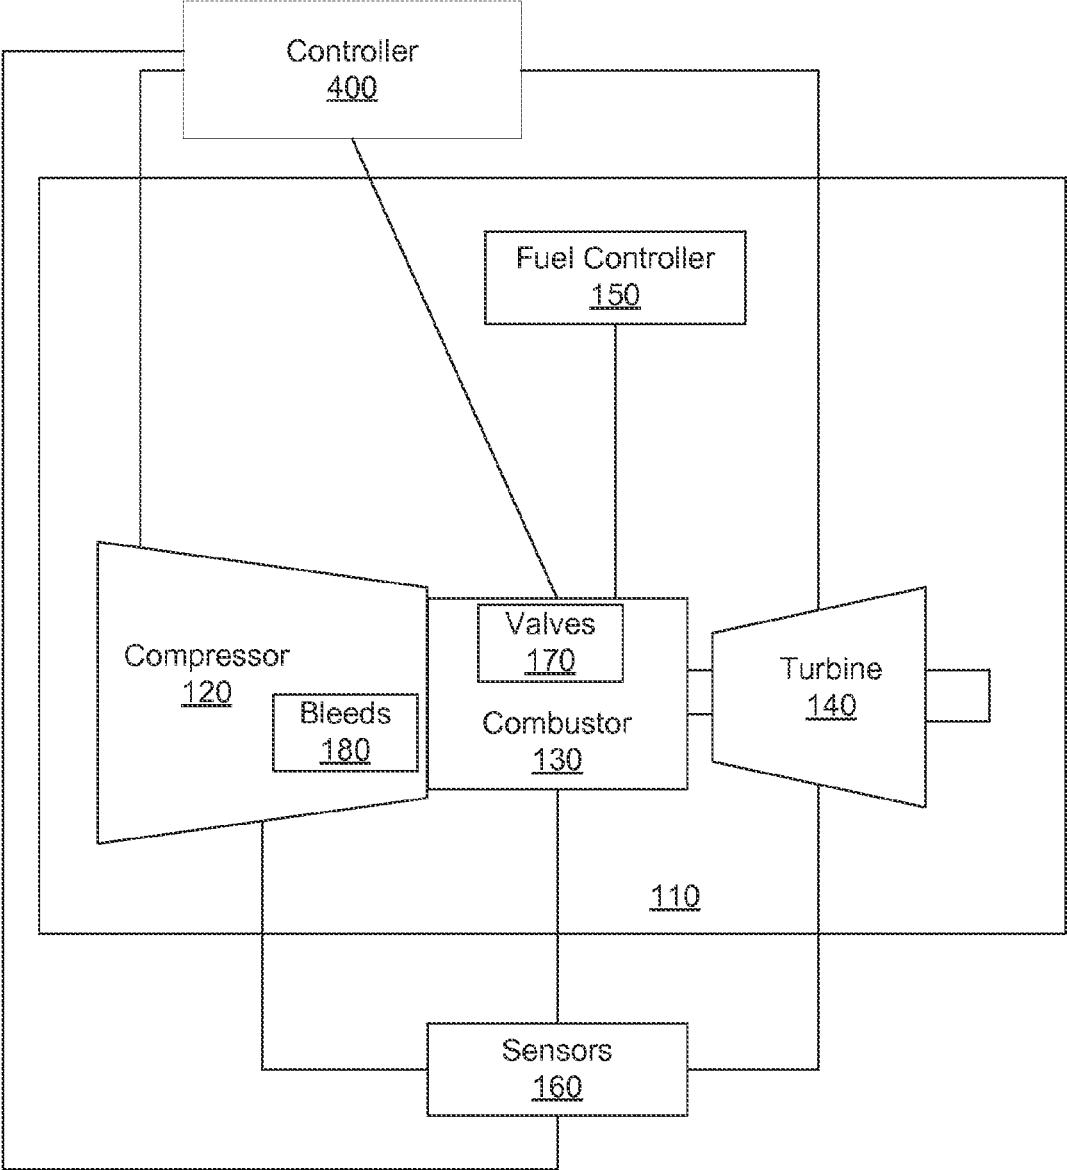 Controller
400
Fuel Controller
150
Valves
170
Compressor
120
Bleeds
180
Combustor
130
Turbine
140
110
Sensors
160